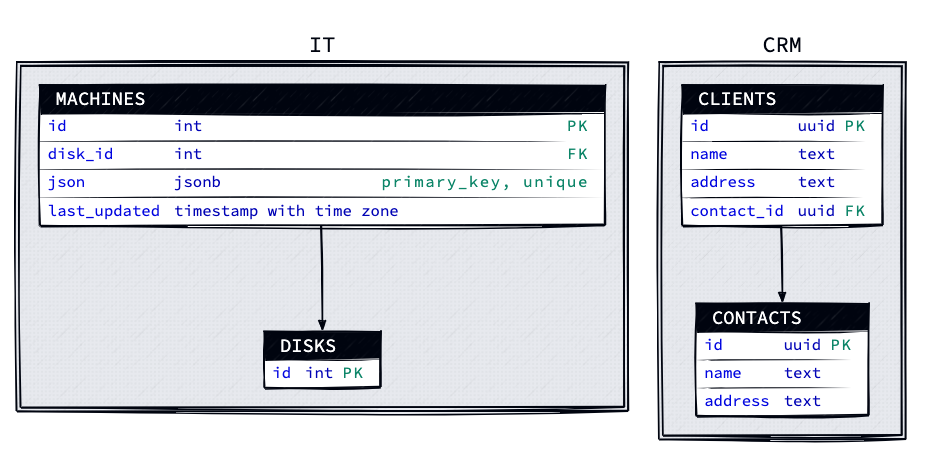 IT
MACHINES
id int PK
disk_id int FK
json jsonb primary_key, unique
last_updated timestamp with time zone
DISKS
id int PK
CRM
CLIENTS
id uuid PK
name text
address text
contact_id uuid FK
CONTACTS
id uuid PK
name text
address text